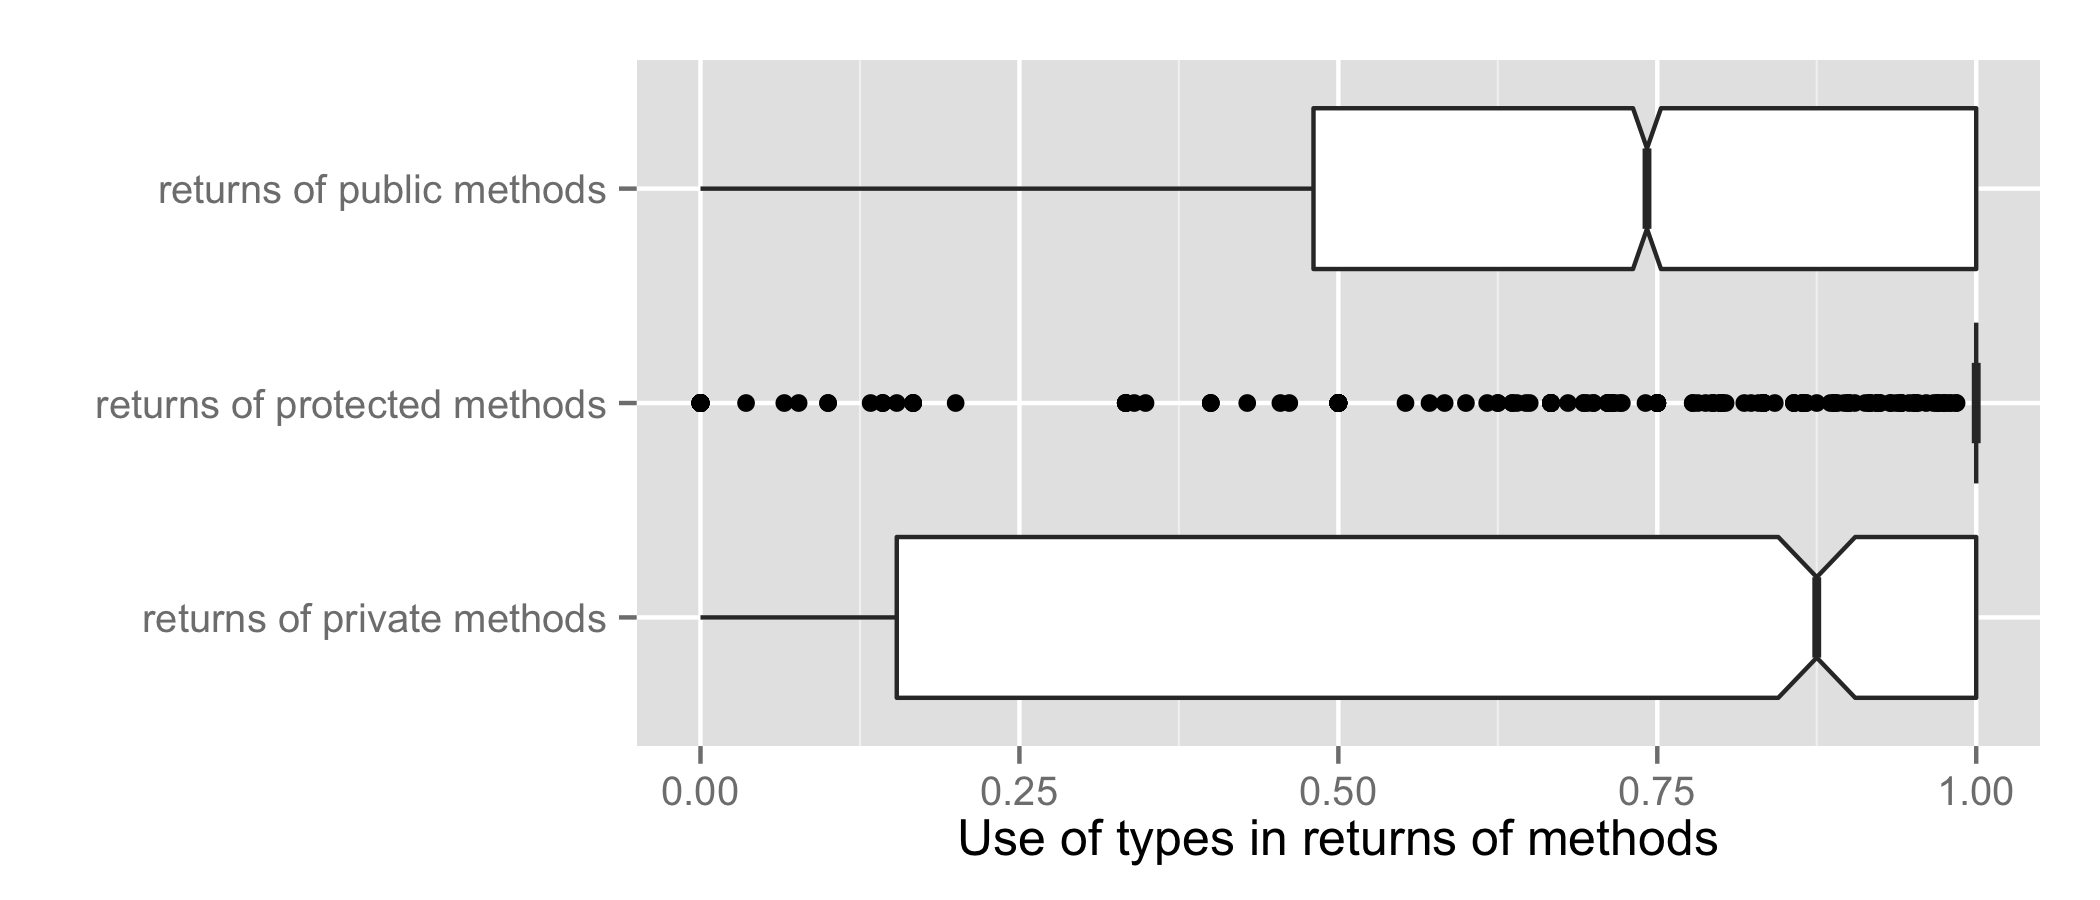 returns of public methods
returns of protected methods
returns of private methods
0.00 0.25 0.50 0.75 1.00
Use of types in returns of methods